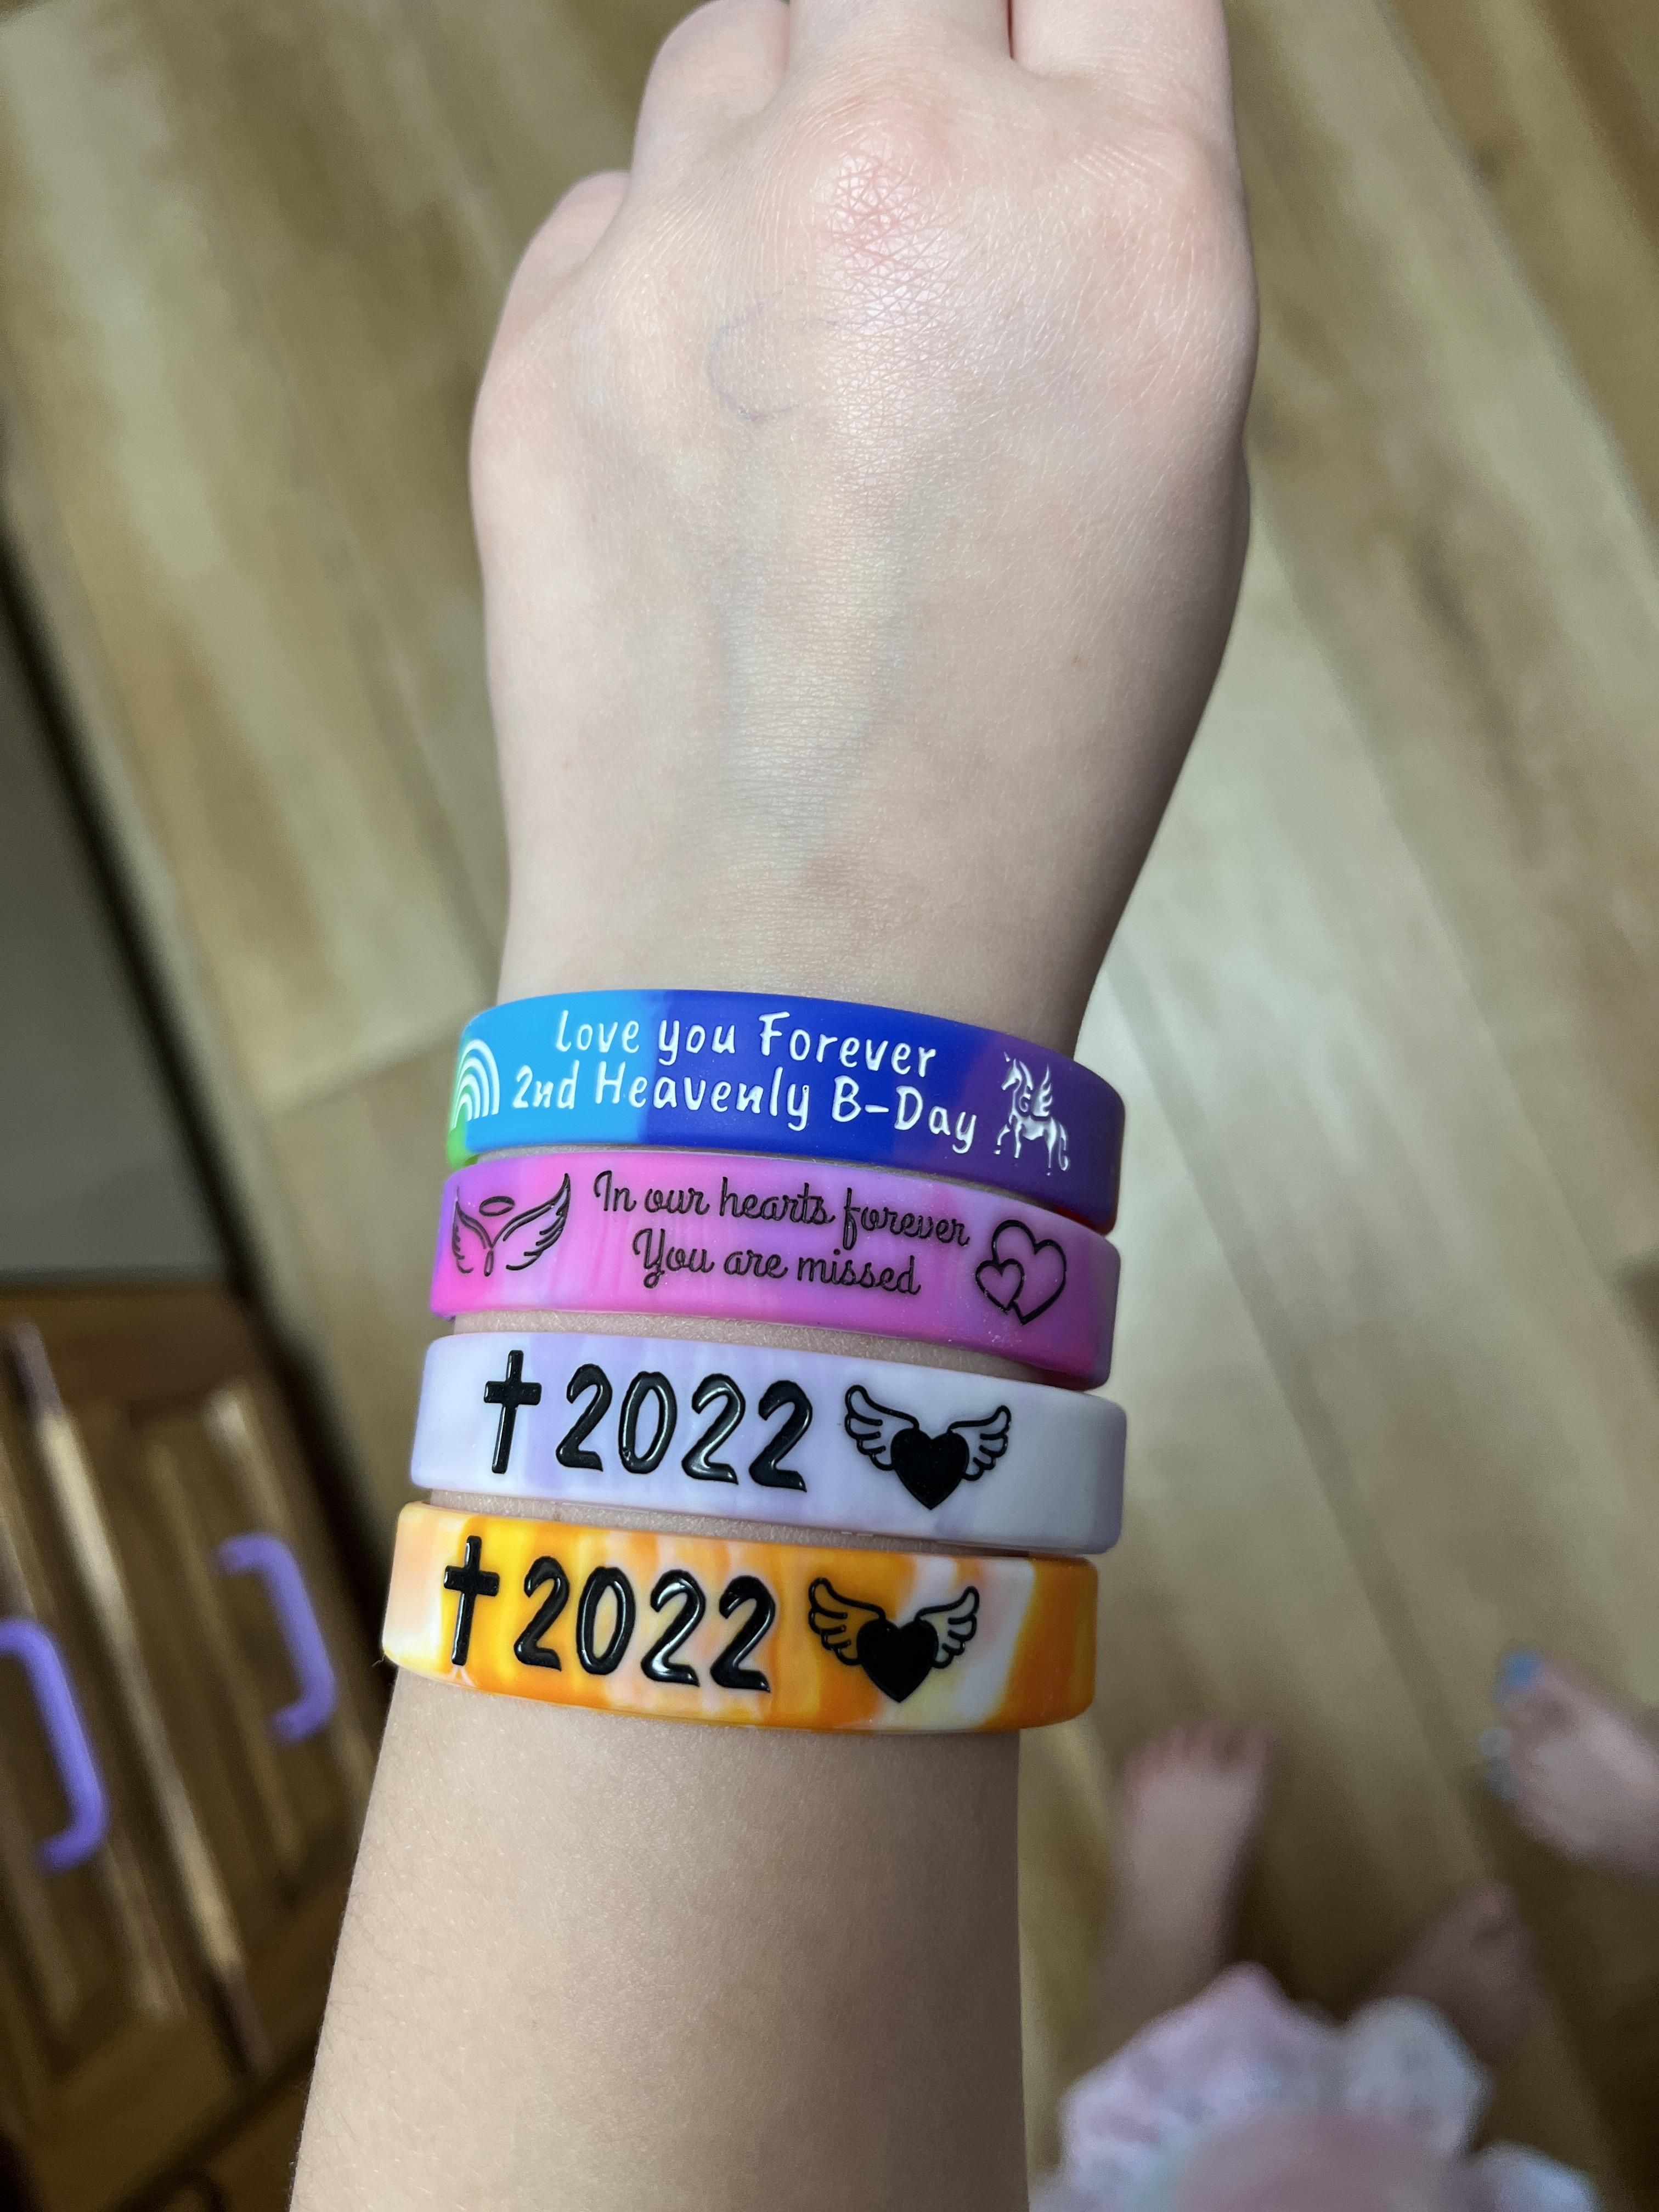 Love you Forever
2nd Heavenly B-Day
In our hearts forever
You are missed
2022
2022